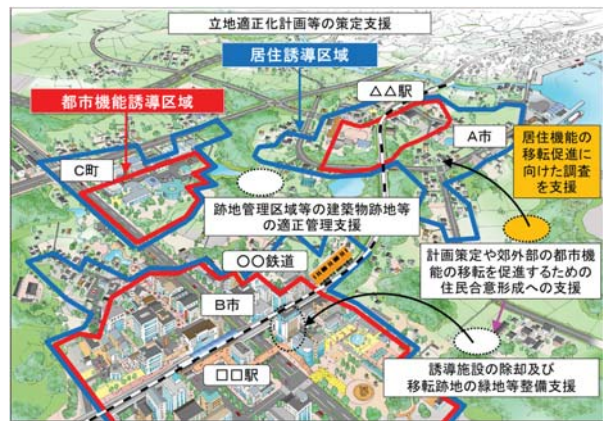 立地適正化計画等の策定支援
居住誘導区域
△△駅
都市機能誘導区域
A市
居住機能の
移転促進に
向けた調査
を支援
C町
跡地管理区域等の建築物跡地等
の適正管理支援
〇〇鉄道
計画策定や郊外部の都市機
能の移転を促進するための
住民合意形成への支援
B市
□□駅
誘導施設の除却及び
移転跡地の緑地等整備支援